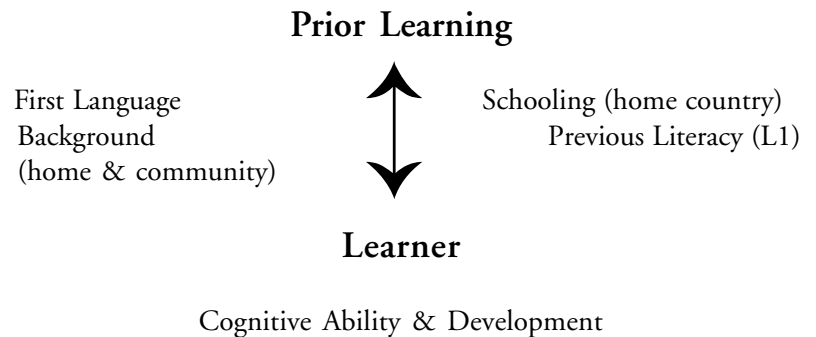 Prior Learning
First Language
Background
(home & community)
Schooling (home country)
Previous Literacy (L1)
Learner
Cognitive Ability & Development